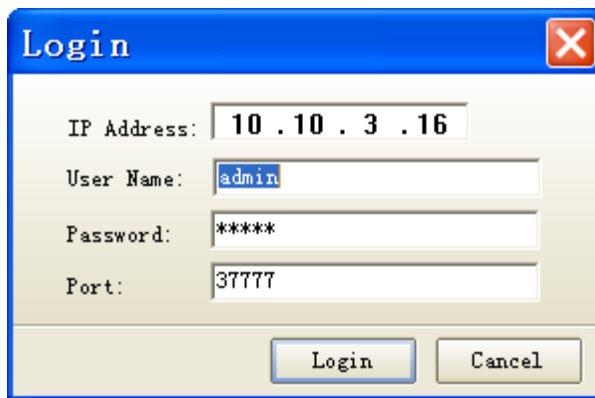 Login
IP Address: 10 . 10 . 3 . 16
User Name: admin
Password: *****
Port: 37777
Login Cancel